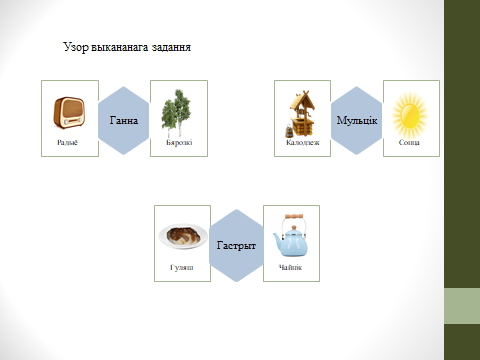 Узор выкананага задання
Ганна
Мульцік
Радыё
Бярозкі
Калодзеж
Сонца
Гастрыт
Гуляш
Чайнік